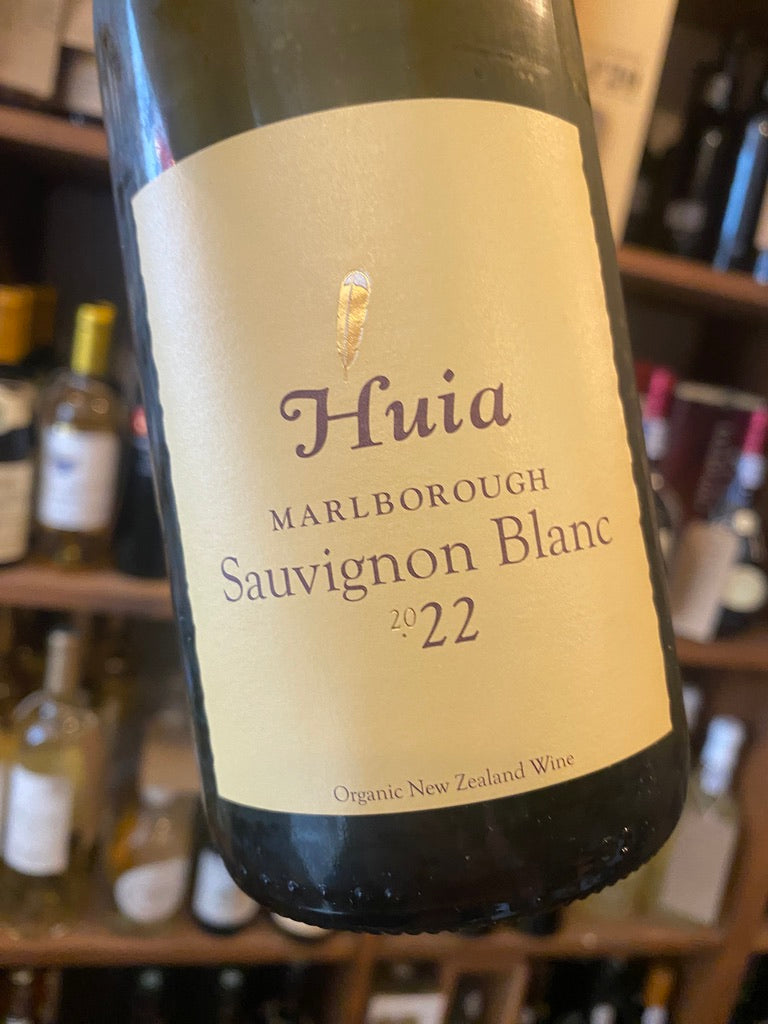 Huia
MARLBOROUGH
Sauvignon Blanc
2022
Organic New Zealand Wine